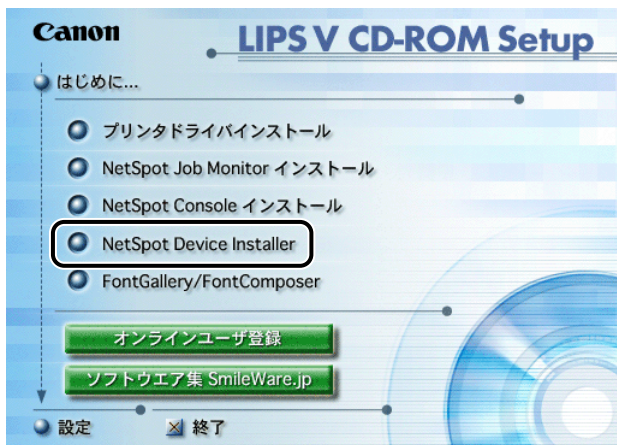 Canon
LIPS V CD-ROM Setup
はじめに...
プリンタドライバインストール
NetSpot Job Monitor インストール
NetSpot Console インストール
NetSpot Device Installer
FontGallery/FontComposer
オンラインユーザ登録
ソフトウエア集 SmileWare.jp
設定 終了